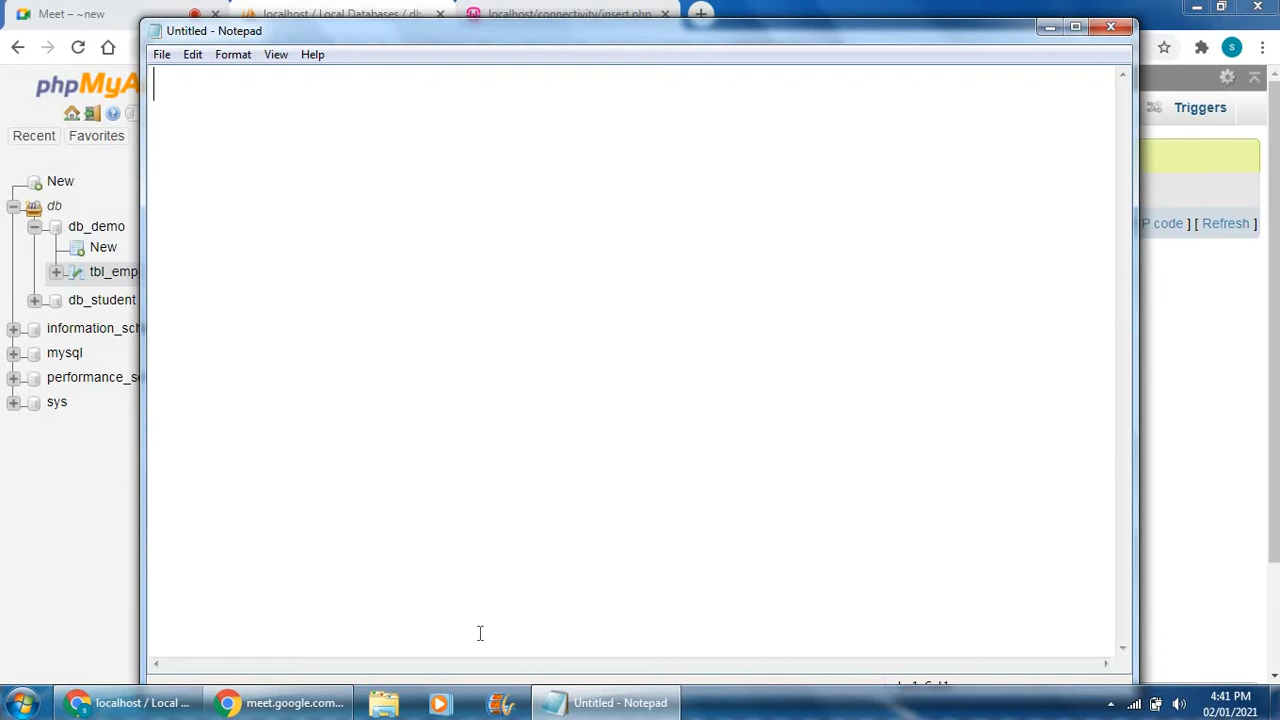 Meet – ~new
localhost / Local Databases / db
localhost/connectivity/insert.php
Untitled - Notepad
File Edit Format View Help
phpMyA
Recent Favorites
New
db
db_demo
New
tbl_emp
db_student
information_sch
mysql
performance_s
sys
S
Triggers
P code ] [ Refresh ]
localhost / Local ...
meet.google.com...
Untitled - Notepad
4:41 PM
02/01/2021